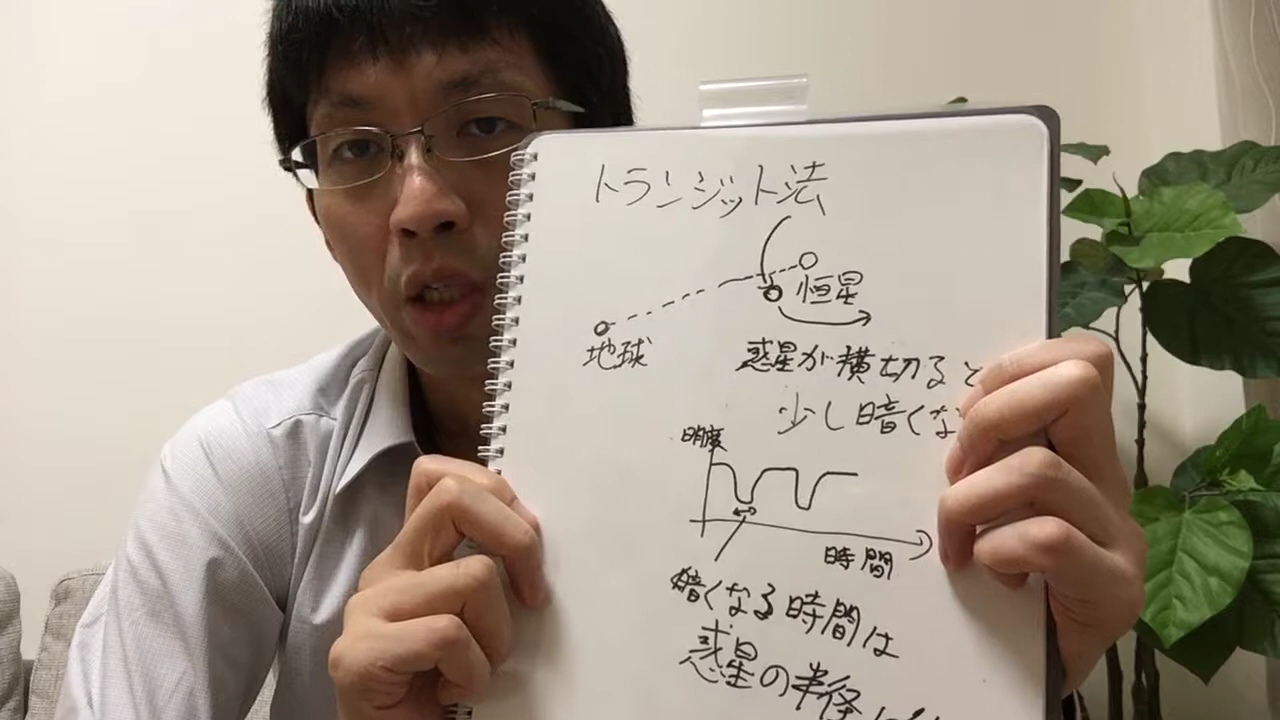 トランジット法
恒星
地球
惑星が横切ると
少し暗くな
明度
時間
暗くなる時間は
惑星の半径